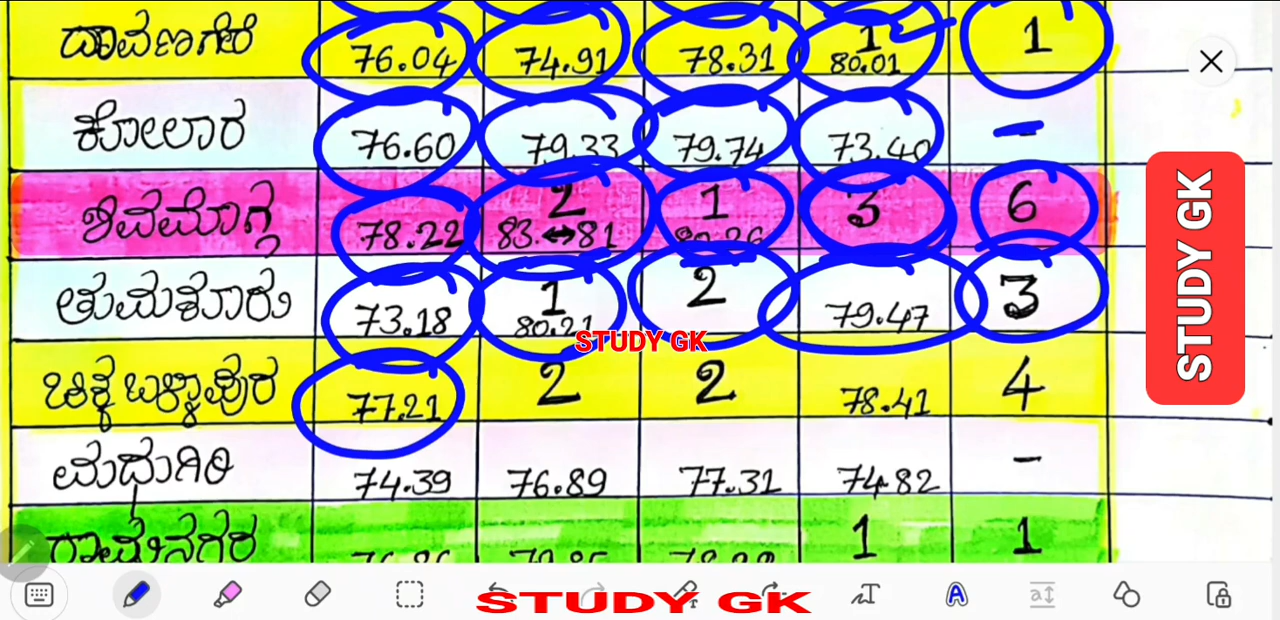 ದಾವಣಗೆರೆ 76.04 74.91 78.31 1 80.01 1
ಕೋಲಾರ 76.60 79.33 79.74 73.40 -
ಶಿವಮೊಗ್ಗ 78.22 2 83.↔81 1 80.26 3 6
ತುಮಕೂರು 73.18 1 80.21 2 79.47 3
ಚಿಕ್ಕಬಳ್ಳಾಪುರ 77.21 2 2 78.41 4
ಮಧುಗಿರಿ 74.39 76.89 77.31 74.82 -
ರಾಮನಗರ 1 1
STUDY GK
STUDY GK
STUDY GK